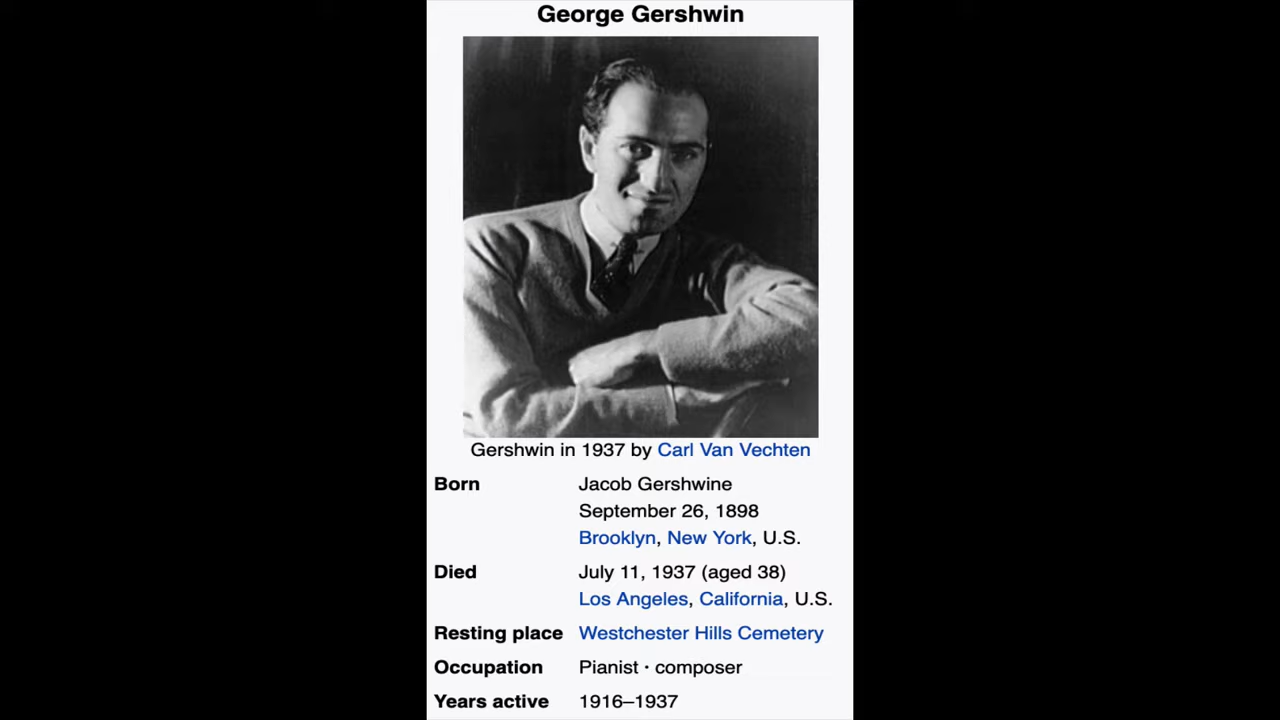 George Gershwin
Gershwin in 1937 by Carl Van Vechten
Born Jacob Gershwine
September 26, 1898
Brooklyn, New York, U.S.
Died July 11, 1937 (aged 38)
Los Angeles, California, U.S.
Resting place Westchester Hills Cemetery
Occupation Pianist · composer
Years active 1916–1937